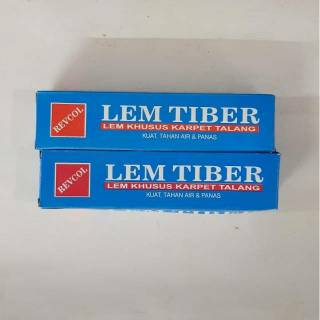 REVCOL
LEM TIBER
LEM KHUSUS KARPET TALANG
KUAT, TAHAN AIR & PANAS
REVCOL
LEM TIBER
LEM KHUSUS KARPET TALANG
KUAT, TAHAN AIR & PANAS